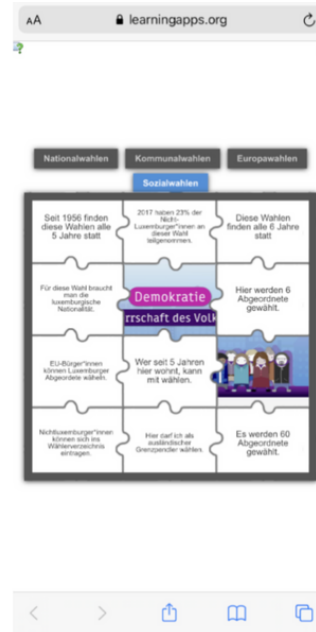 AA
learningapps.org
Nationalwahlen
Kommunalwahlen
Europawahlen
Sozialwahlen
Seit 1956 finden
diese Wahlen alle
5 Jahre statt
2017 haben 23% der
Nicht-
Luxemburger*innen an
dieser Wahl
teilgenommen.
Diese Wahlen
finden alle 6 Jahre
statt
Für diese Wahl braucht
man die
luxemburgische
Nationalität.
Demokratie
rrschaft des Volk
Hier werden 6
Abgeordnete
gewählt.
EU-Bürger*innen
können Luxemburger
Abgeordete wählen.
Wer seit 5 Jahren
hier wohnt, kann
mit wählen.
Nichtluxemburger*innen
können sich ins
Wählerverzeichnis
eintragen.
Hier darf ich als
ausländischer
Grenzpendler wählen.
Es werden 60
Abgeordnete
gewählt.